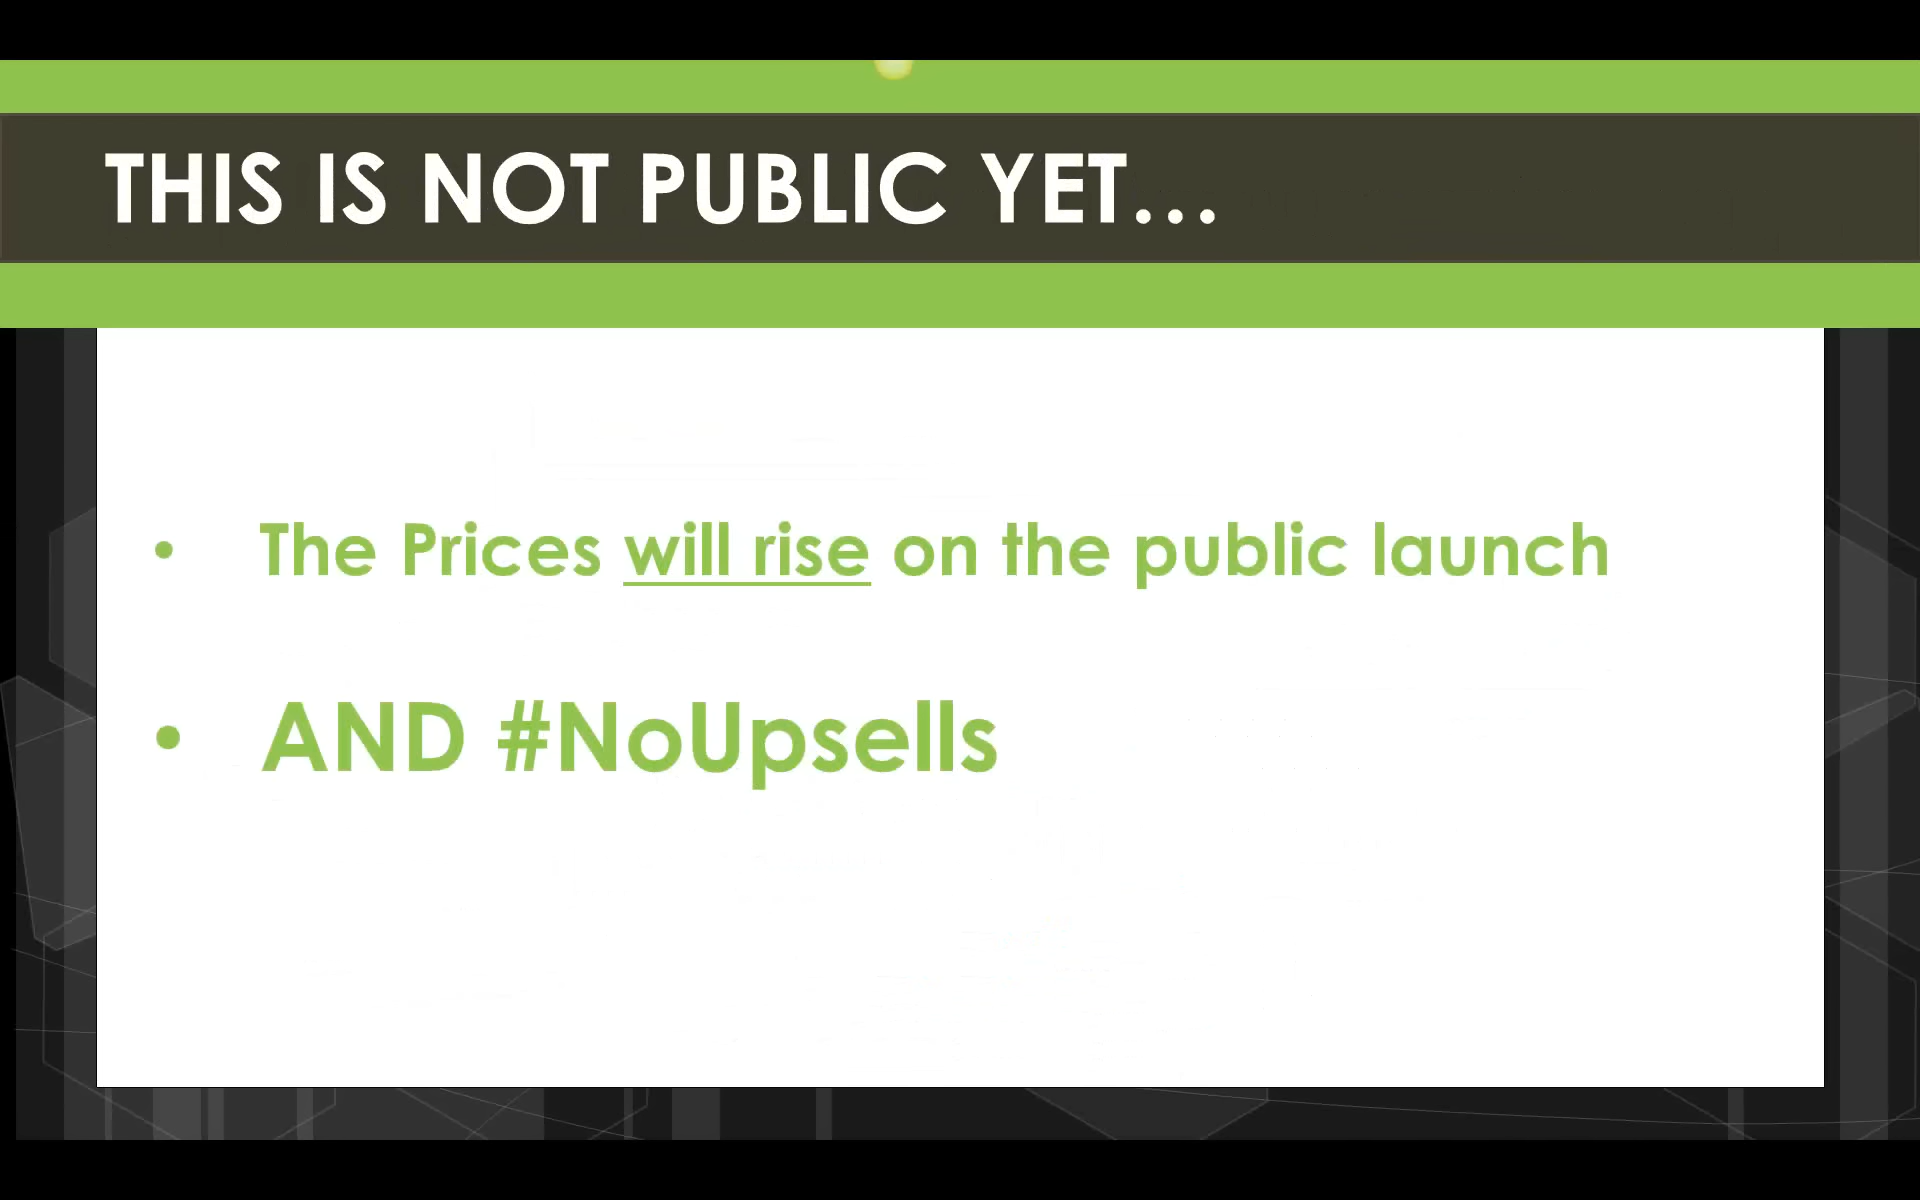 THIS IS NOT PUBLIC YET...
• The Prices will rise on the public launch
• AND #NoUpsells